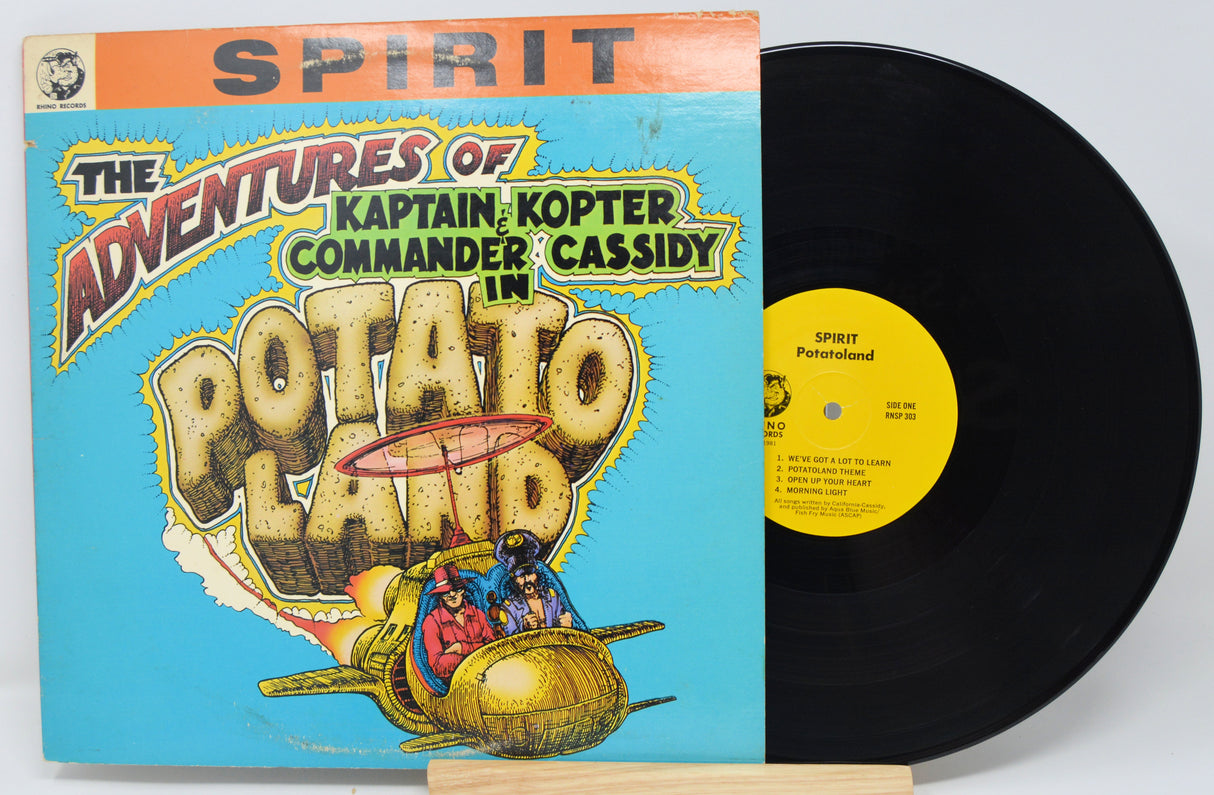 SPIRIT
RHINO RECORDS
THE
ADVENTURES OF
KAPTAIN KOPTER
&
COMMANDER CASSIDY
IN
POTATO
LAND
SPIRIT
Potatoland
SIDE ONE
RNSP 303
1981
1. WE'VE GOT A LOT TO LEARN
2. POTATOLAND THEME
3. OPEN UP YOUR HEART
4. MORNING LIGHT
All songs written by California-Cassidy,
and published by Aqua Blue Music/
Fish Fry Music (ASCAP)